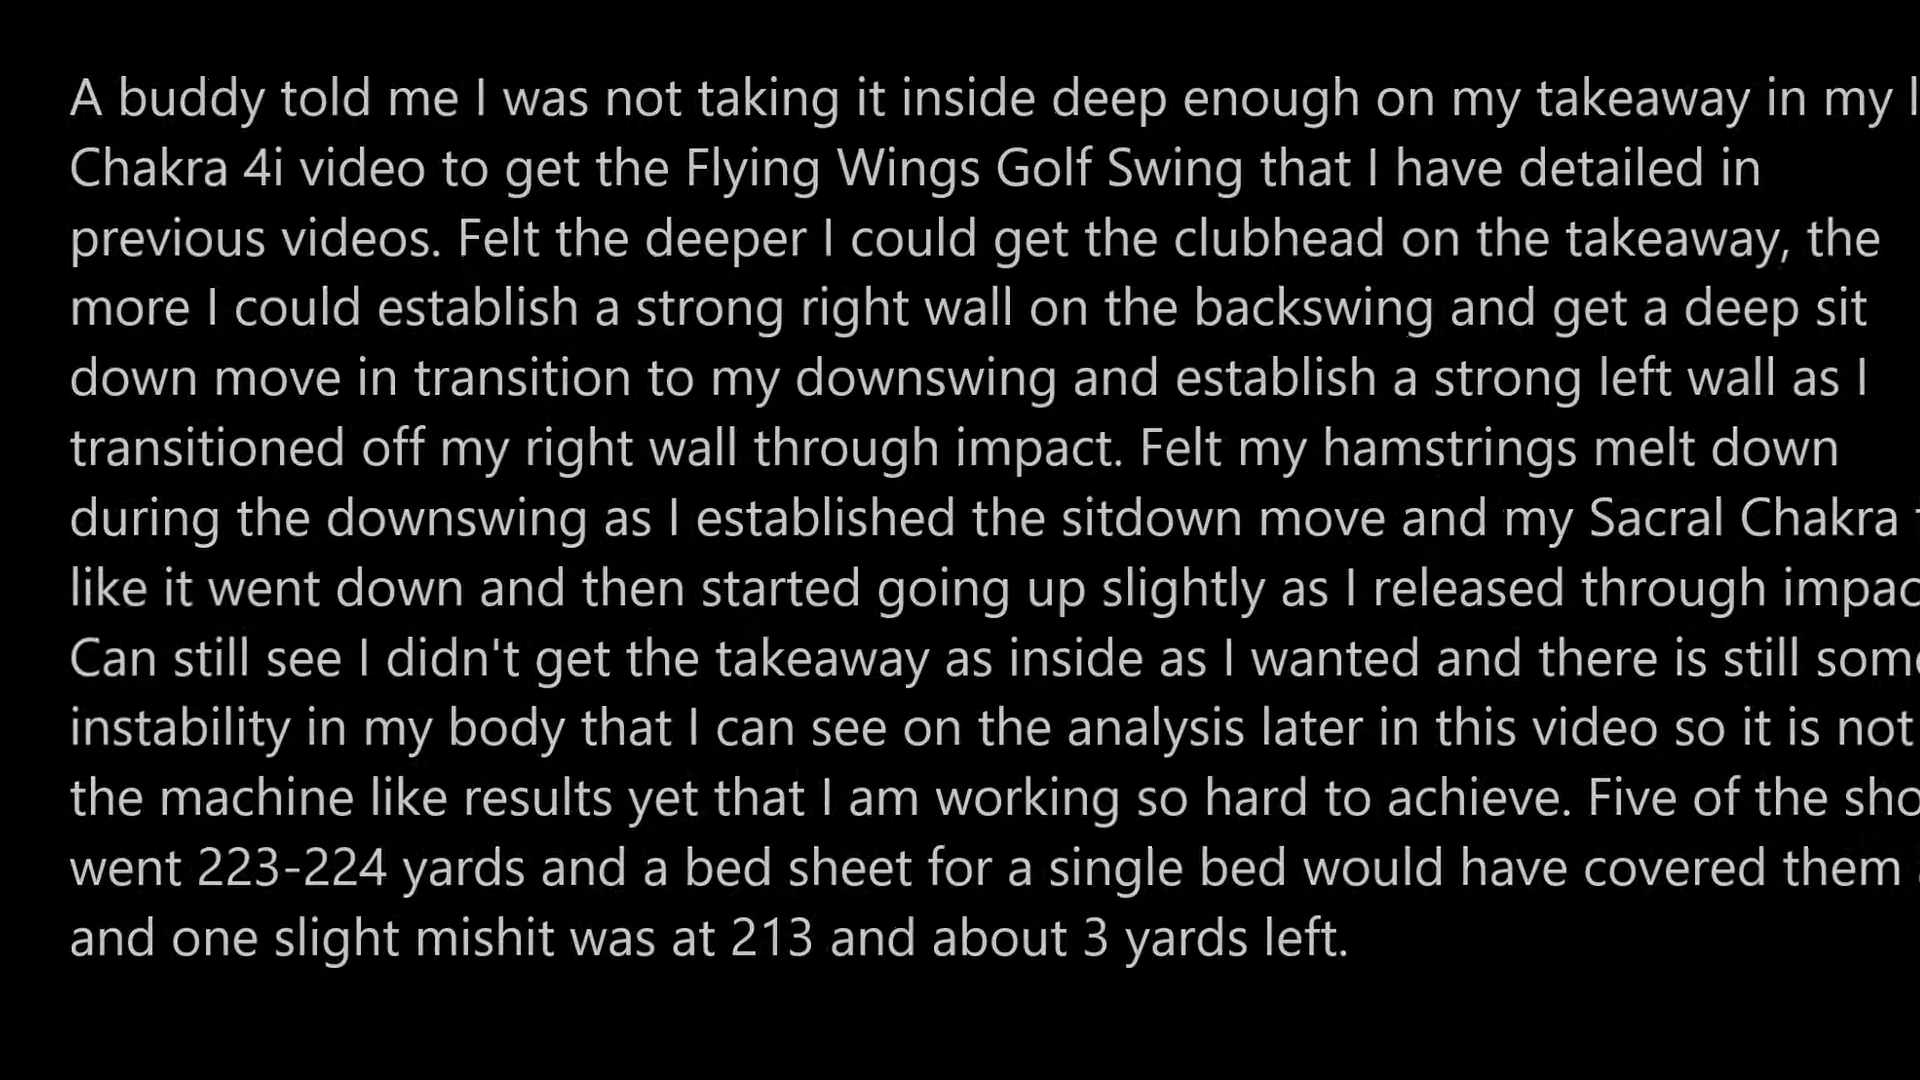 A buddy told me I was not taking it inside deep enough on my takeaway in my
Chakra 4i video to get the Flying Wings Golf Swing that I have detailed in
previous videos. Felt the deeper I could get the clubhead on the takeaway, the
more I could establish a strong right wall on the backswing and get a deep sit
down move in transition to my downswing and establish a strong left wall as I
transitioned off my right wall through impact. Felt my hamstrings melt down
during the downswing as I established the sitdown move and my Sacral Chakra
like it went down and then started going up slightly as I released through impac
Can still see I didn't get the takeaway as inside as I wanted and there is still some
instability in my body that I can see on the analysis later in this video so it is not
the machine like results yet that I am working so hard to achieve. Five of the sho
went 223-224 yards and a bed sheet for a single bed would have covered them
and one slight mishit was at 213 and about 3 yards left.